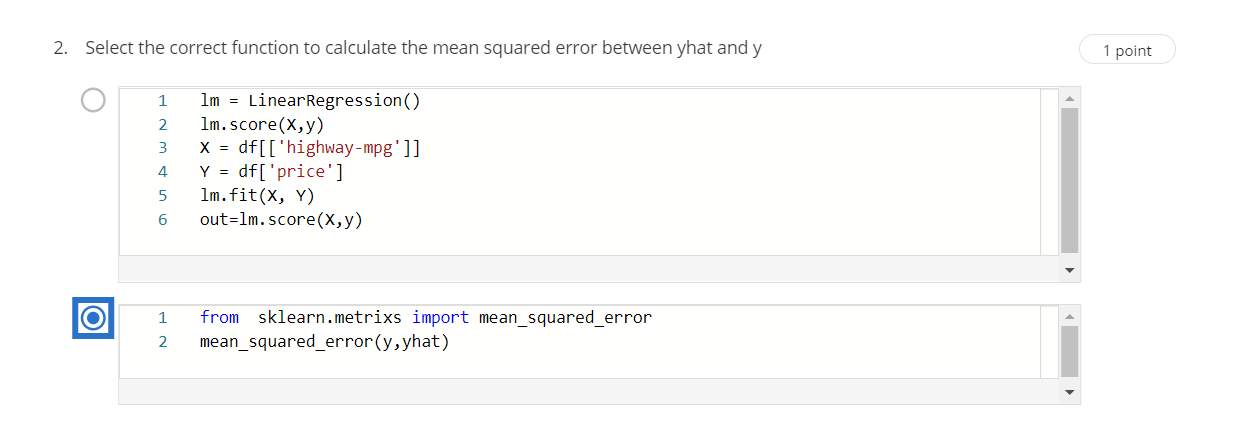 2. Select the correct function to calculate the mean squared error between yhat and y
1 point
1 lm = LinearRegression()
2 lm.score(X,y)
3 X = df[['highway-mpg']]
4 Y = df['price']
5 lm.fit(X, Y)
6 out=lm.score(X,y)
1 from  sklearn.metrixs import mean_squared_error
2 mean_squared_error(y,yhat)